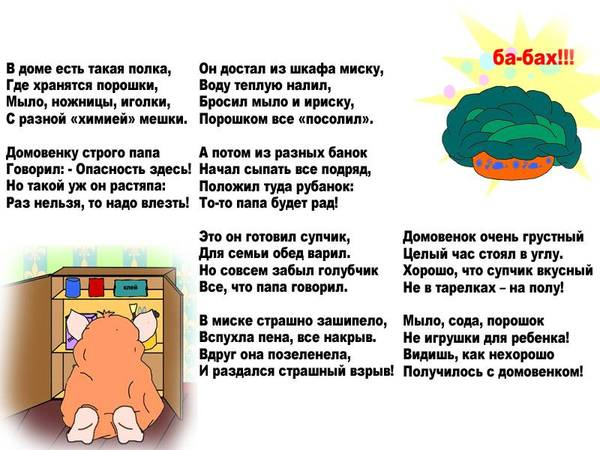 ба-бах!!!
В доме есть такая полка,
Где хранятся порошки,
Мыло, ножницы, иголки,
С разной «химией» мешки.
Домовенку строго папа
Говорил: - Опасность здесь!
Но такой уж он растяпа:
Раз нельзя, то надо влезть!
Он достал из шкафа миску,
Воду теплую налил,
Бросил мыло и ириску,
Порошком все «посолил».
А потом из разных банок
Начал сыпать все подряд,
Положил туда рубанок:
То-то папа будет рад!
Это он готовил супчик,
Для семьи обед варил.
Но совсем забыл голубчик
Все, что папа говорил.
В миске страшно зашипело,
Вспухла пена, все накрыв.
Вдруг она позеленела,
И раздался страшный взрыв!
Домовенок очень грустный
Целый час стоял в углу.
Хорошо, что супчик вкусный
Не в тарелках – на полу!
Мыло, сода, порошок
Не игрушки для ребенка!
Видишь, как нехорошо
Получилось с домовенком!
клей